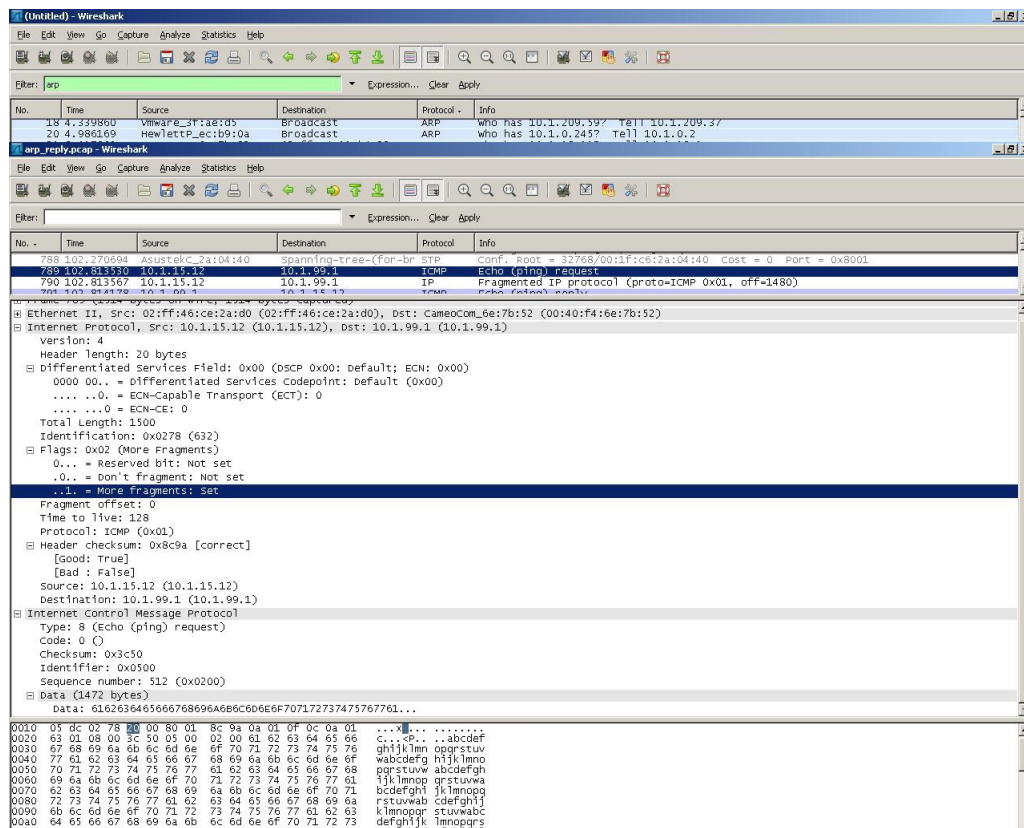 (Untitled) - Wireshark
File Edit View Go Capture Analyze Statistics Help
Filter: arp Expression... Clear Apply
No. Time Source Destination Protocol Info
18 4.339860 Vmware_3f:ae:d5 Broadcast ARP who has 10.1.209.59? Tell 10.1.209.37
20 4.986169 HewlettP_ec:b9:0a Broadcast ARP who has 10.1.0.245? Tell 10.1.0.2
arp_reply.pcap - Wireshark
File Edit View Go Capture Analyze Statistics Help
Filter: Expression... Clear Apply
No. Time Source Destination Protocol Info
788 102.270694 AsustekC_2a:04:40 Spanning-tree-(for-br STP Conf. Root = 32768/00:1f:c6:2a:04:40 Cost = 0 Port = 0x8001
789 102.813530 10.1.15.12 10.1.99.1 ICMP Echo (ping) request
790 102.813567 10.1.15.12 10.1.99.1 IP Fragmented IP protocol (proto=ICMP 0x01, off=1480)
791 102.814178 10.1.99.1 10.1.15.12 ICMP Echo (ping) reply
Frame 789 (1514 bytes on wire, 1514 bytes captured)
Ethernet II, Src: 02:ff:46:ce:2a:d0 (02:ff:46:ce:2a:d0), Dst: CameoCom_6e:7b:52 (00:40:f4:6e:7b:52)
Internet Protocol, Src: 10.1.15.12 (10.1.15.12), Dst: 10.1.99.1 (10.1.99.1)
Version: 4
Header length: 20 bytes
Differentiated Services Field: 0x00 (DSCP 0x00: Default; ECN: 0x00)
0000 00.. = Differentiated Services Codepoint: Default (0x00)
.... ..0. = ECN-Capable Transport (ECT): 0
.... ...0 = ECN-CE: 0
Total Length: 1500
Identification: 0x0278 (632)
Flags: 0x02 (More Fragments)
0... = Reserved bit: Not set
.0.. = Don't fragment: Not set
..1. = More fragments: Set
Fragment offset: 0
Time to live: 128
Protocol: ICMP (0x01)
Header checksum: 0x8c9a [correct]
[Good: True]
[Bad : False]
Source: 10.1.15.12 (10.1.15.12)
Destination: 10.1.99.1 (10.1.99.1)
Internet Control Message Protocol
Type: 8 (Echo (ping) request)
Code: 0 ()
Checksum: 0x3c50
Identifier: 0x0500
Sequence number: 512 (0x0200)
Data (1472 bytes)
Data: 6162636465666768696A6B6C6D6E6F707172737475767761...
0010 05 dc 02 78 20 00 80 01 8c 9a 0a 01 0f 0c 0a 01 ...x ... ........
0020 63 01 08 00 3c 50 05 00 02 00 61 62 63 64 65 66 c...<P.. ..abcdef
0030 67 68 69 6a 6b 6c 6d 6e 6f 70 71 72 73 74 75 76 ghijklmn opqrstuv
0040 77 61 62 63 64 65 66 67 68 69 6a 6b 6c 6d 6e 6f wabcdefg hijklmno
0050 70 71 72 73 74 75 76 77 61 62 63 64 65 66 67 68 pqrstuvw abcdefgh
0060 69 6a 6b 6c 6d 6e 6f 70 71 72 73 74 75 76 77 61 ijklmnop qrstuvwa
0070 62 63 64 65 66 67 68 69 6a 6b 6c 6d 6e 6f 70 71 bcdefghi jklmnopq
0080 72 73 74 75 76 77 61 62 63 64 65 66 67 68 69 6a rstuvwab cdefghij
0090 6b 6c 6d 6e 6f 70 71 72 73 74 75 76 77 61 62 63 klmnopqr stuvwabc
00a0 64 65 66 67 68 69 6a 6b 6c 6d 6e 6f 70 71 72 73 defghijk lmnopqrs